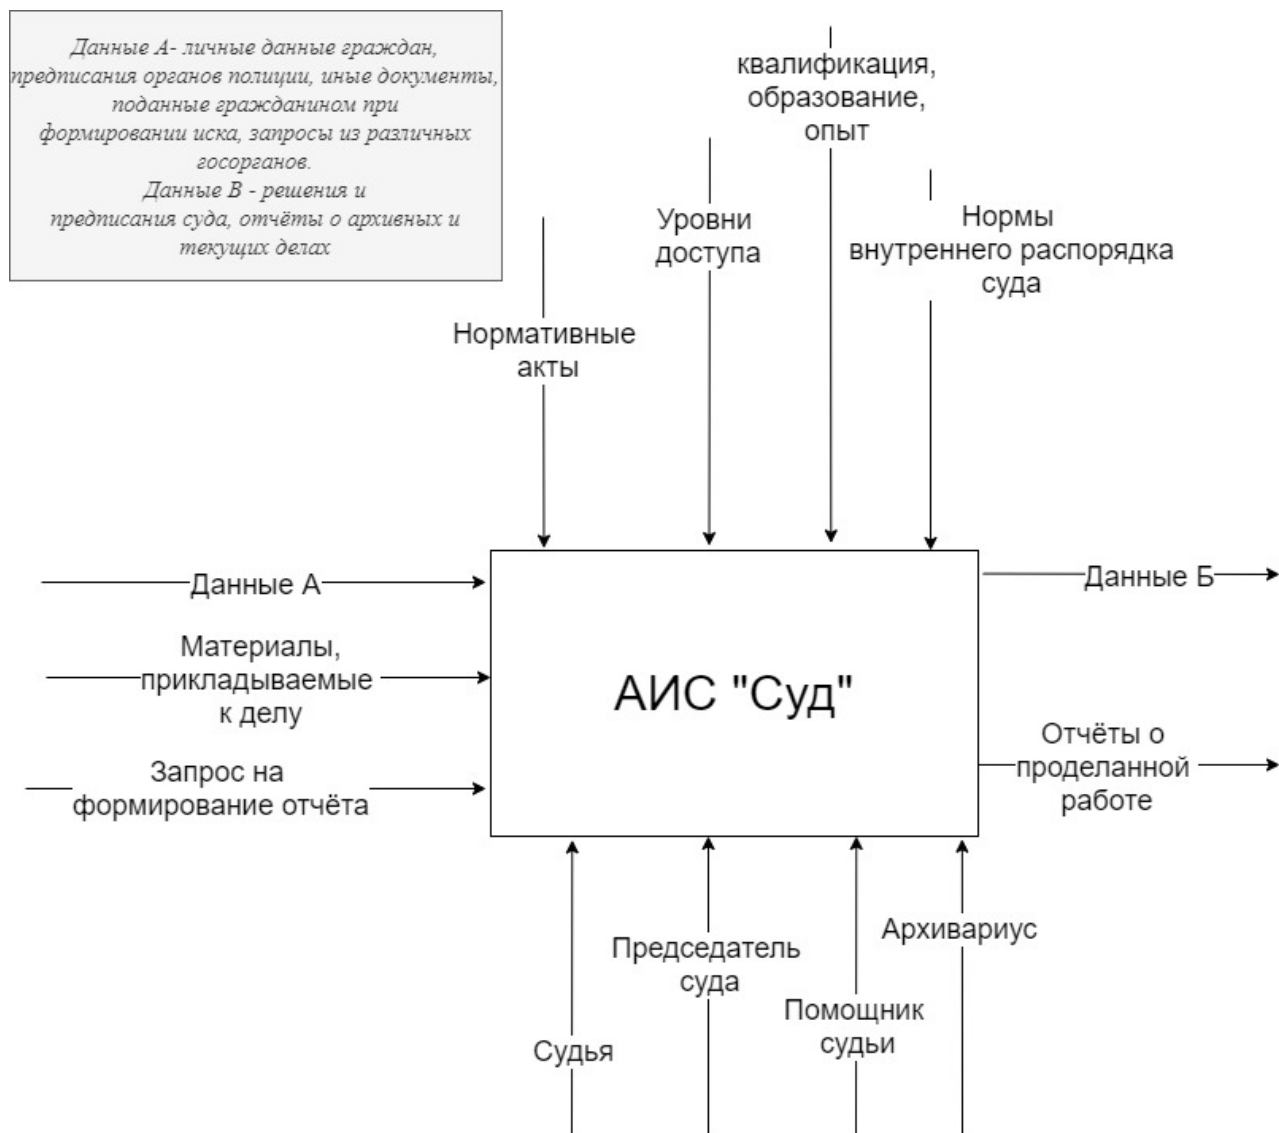 Данные А- личные данные граждан,
предписания органов полиции, иные документы,
поданные гражданином при
формировании иска, запросы из различных
госорганов.
Данные В - решения и
предписания суда, отчёты о архивных и
текущих делах
квалификация,
образование,
опыт
Уровни
доступа
Нормы
внутреннего распорядка
суда
Нормативные
акты
Данные А
Материалы,
прикладываемые
к делу
Запрос на
формирование отчёта
АИС "Суд"
Данные Б
Отчёты о
проделанной
работе
Судья
Председатель
суда
Помощник
судьи
Архивариус